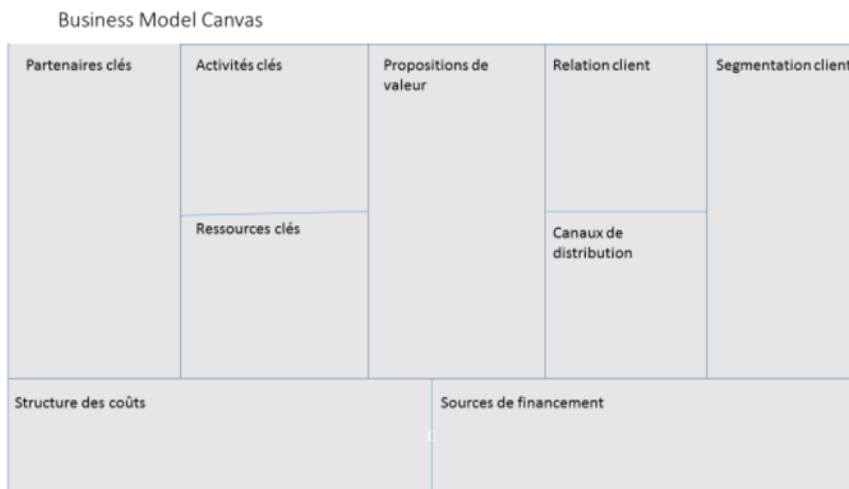 Business Model Canvas
Partenaires clés
Activités clés
Propositions de
valeur
Relation client
Segmentation client
Ressources clés
Canaux de
distribution
Structure des coûts
Sources de financement
C